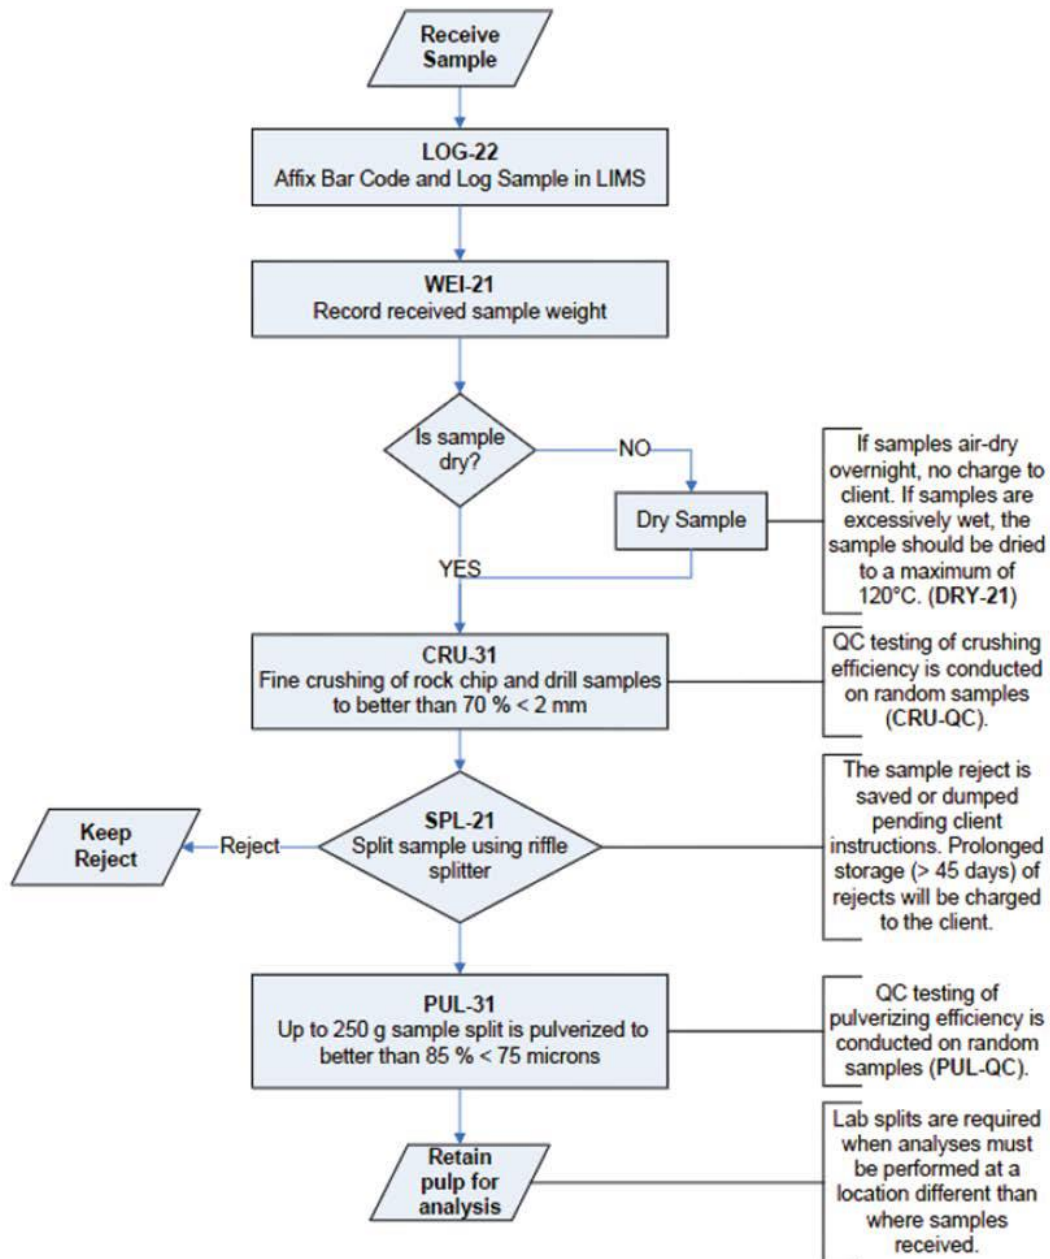 Receive
Sample
LOG-22
Affix Bar Code and Log Sample in LIMS
WEI-21
Record received sample weight
Is sample
dry?
NO
Dry Sample
If samples air-dry
overnight, no charge to
client. If samples are
excessively wet, the
sample should be dried
to a maximum of
120°C. (DRY-21)
YES
CRU-31
Fine crushing of rock chip and drill samples
to better than 70 % < 2 mm
QC testing of crushing
efficiency is conducted
on random samples
(CRU-QC).
Keep
Reject
Reject
SPL-21
Split sample using riffle
splitter
The sample reject is
saved or dumped
pending client
instructions. Prolonged
storage (> 45 days) of
rejects will be charged
to the client.
PUL-31
Up to 250 g sample split is pulverized to
better than 85 % < 75 microns
QC testing of
pulverizing efficiency is
conducted on random
samples (PUL-QC).
Retain
pulp for
analysis
Lab splits are required
when analyses must
be performed at a
location different than
where samples
received.